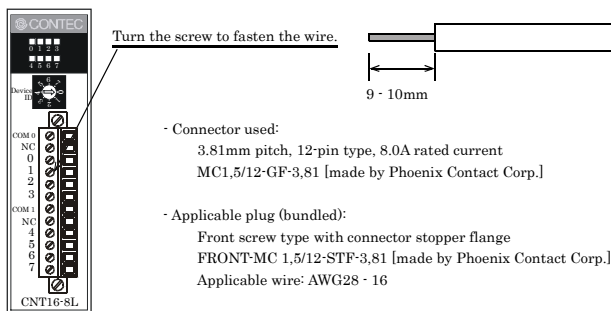 CONTEC
0 1 2 3
4 5 6 7
Device
ID
COM 0
NC
0
1
2
3
COM 1
NC
4
5
6
7
CNT16-8L
Turn the screw to fasten the wire.
9 - 10mm
- Connector used:
3.81mm pitch, 12-pin type, 8.0A rated current
MC1,5/12-GF-3,81 [made by Phoenix Contact Corp.]
- Applicable plug (bundled):
Front screw type with connector stopper flange
FRONT-MC 1,5/12-STF-3,81 [made by Phoenix Contact Corp.]
Applicable wire: AWG28 - 16